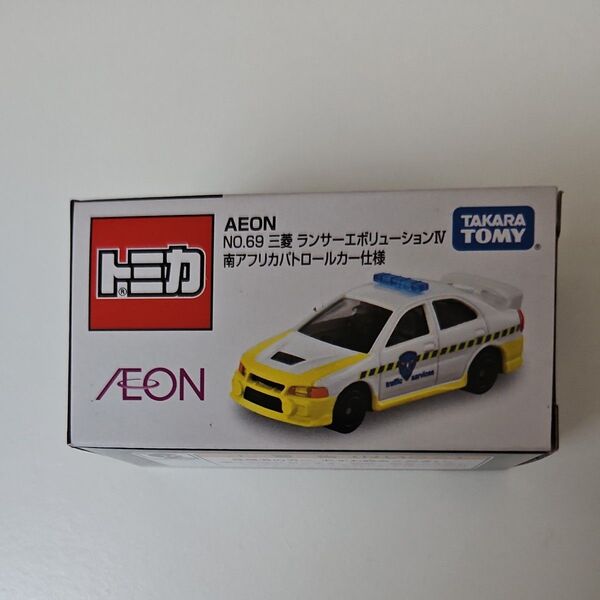 AEON
NO.69 三菱 ランサーエボリューションⅣ
南アフリカパトロールカー仕様
TAKARA
TOMY
トミカ
®
AEON
traffic services